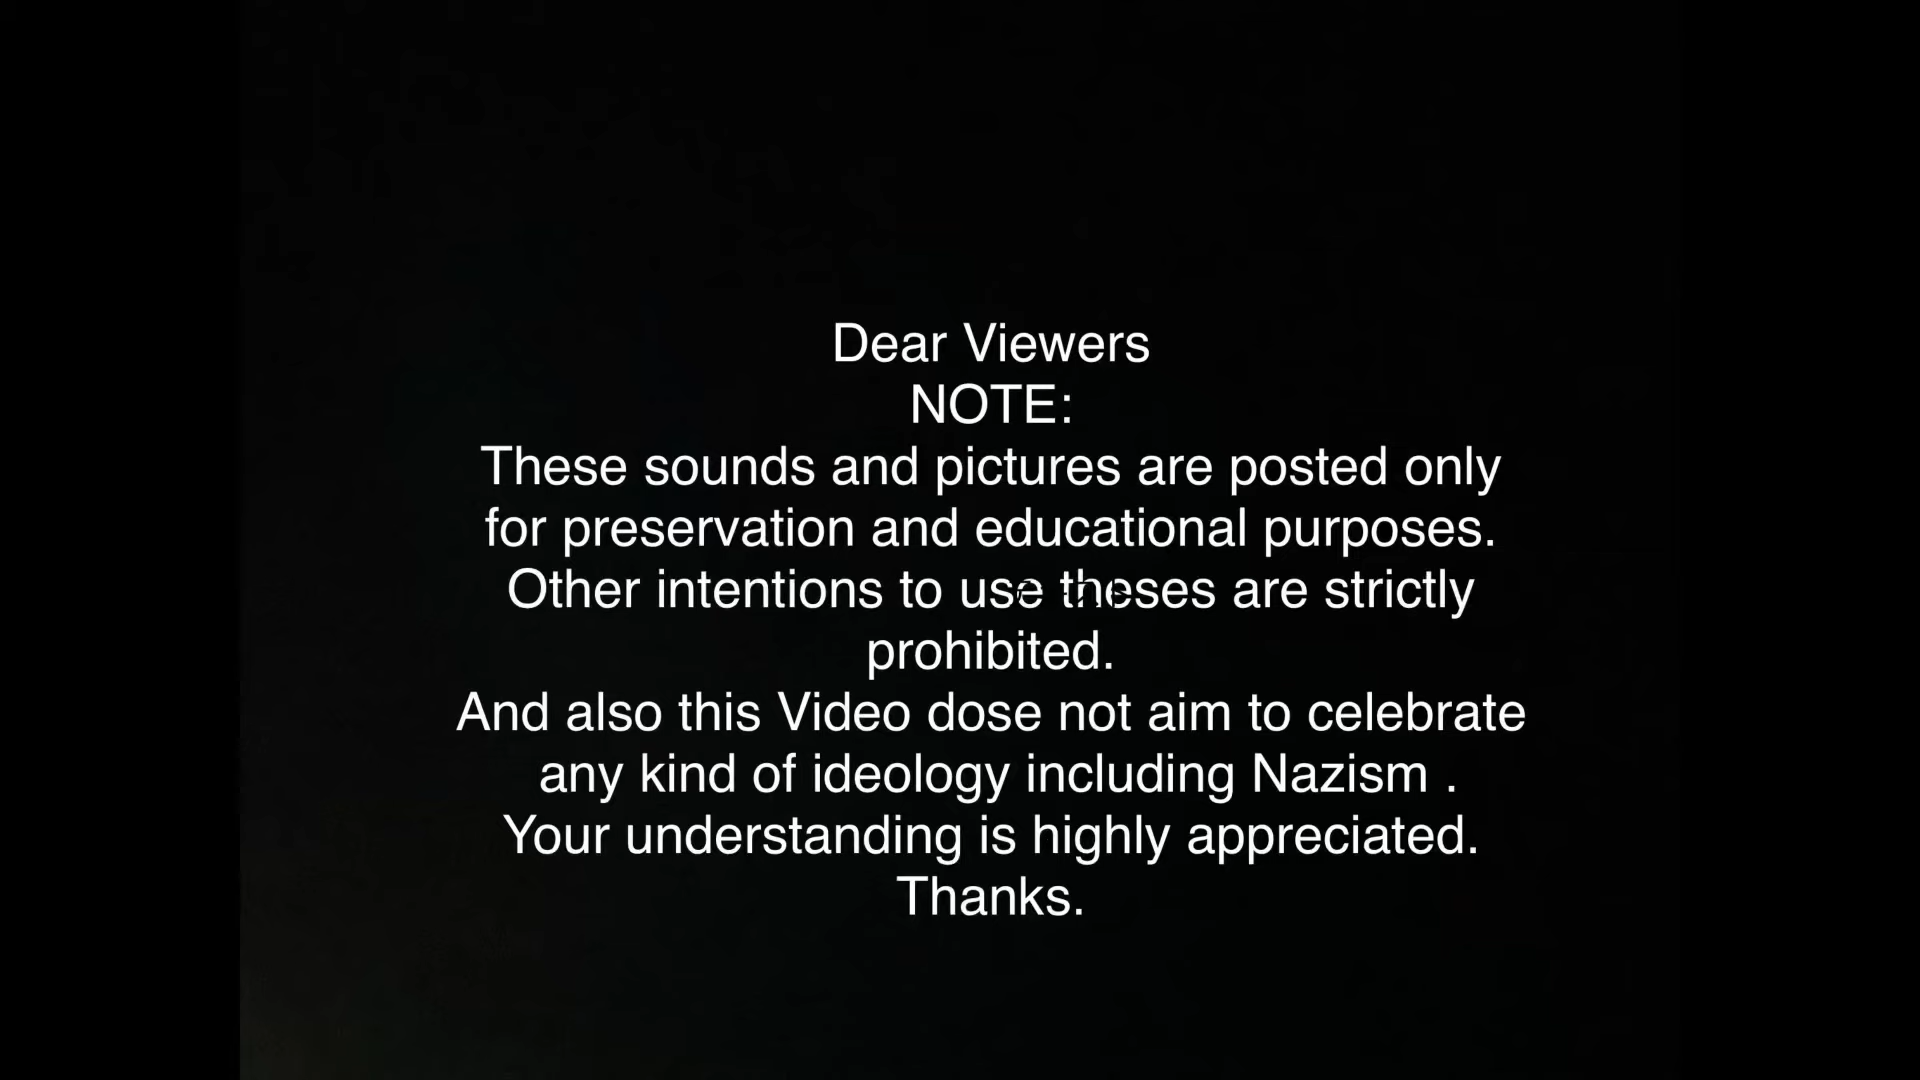 Dear Viewers
NOTE:
These sounds and pictures are posted only
for preservation and educational purposes.
Other intentions to use theses are strictly
prohibited.
And also this Video dose not aim to celebrate
any kind of ideology including Nazism .
Your understanding is highly appreciated.
Thanks.